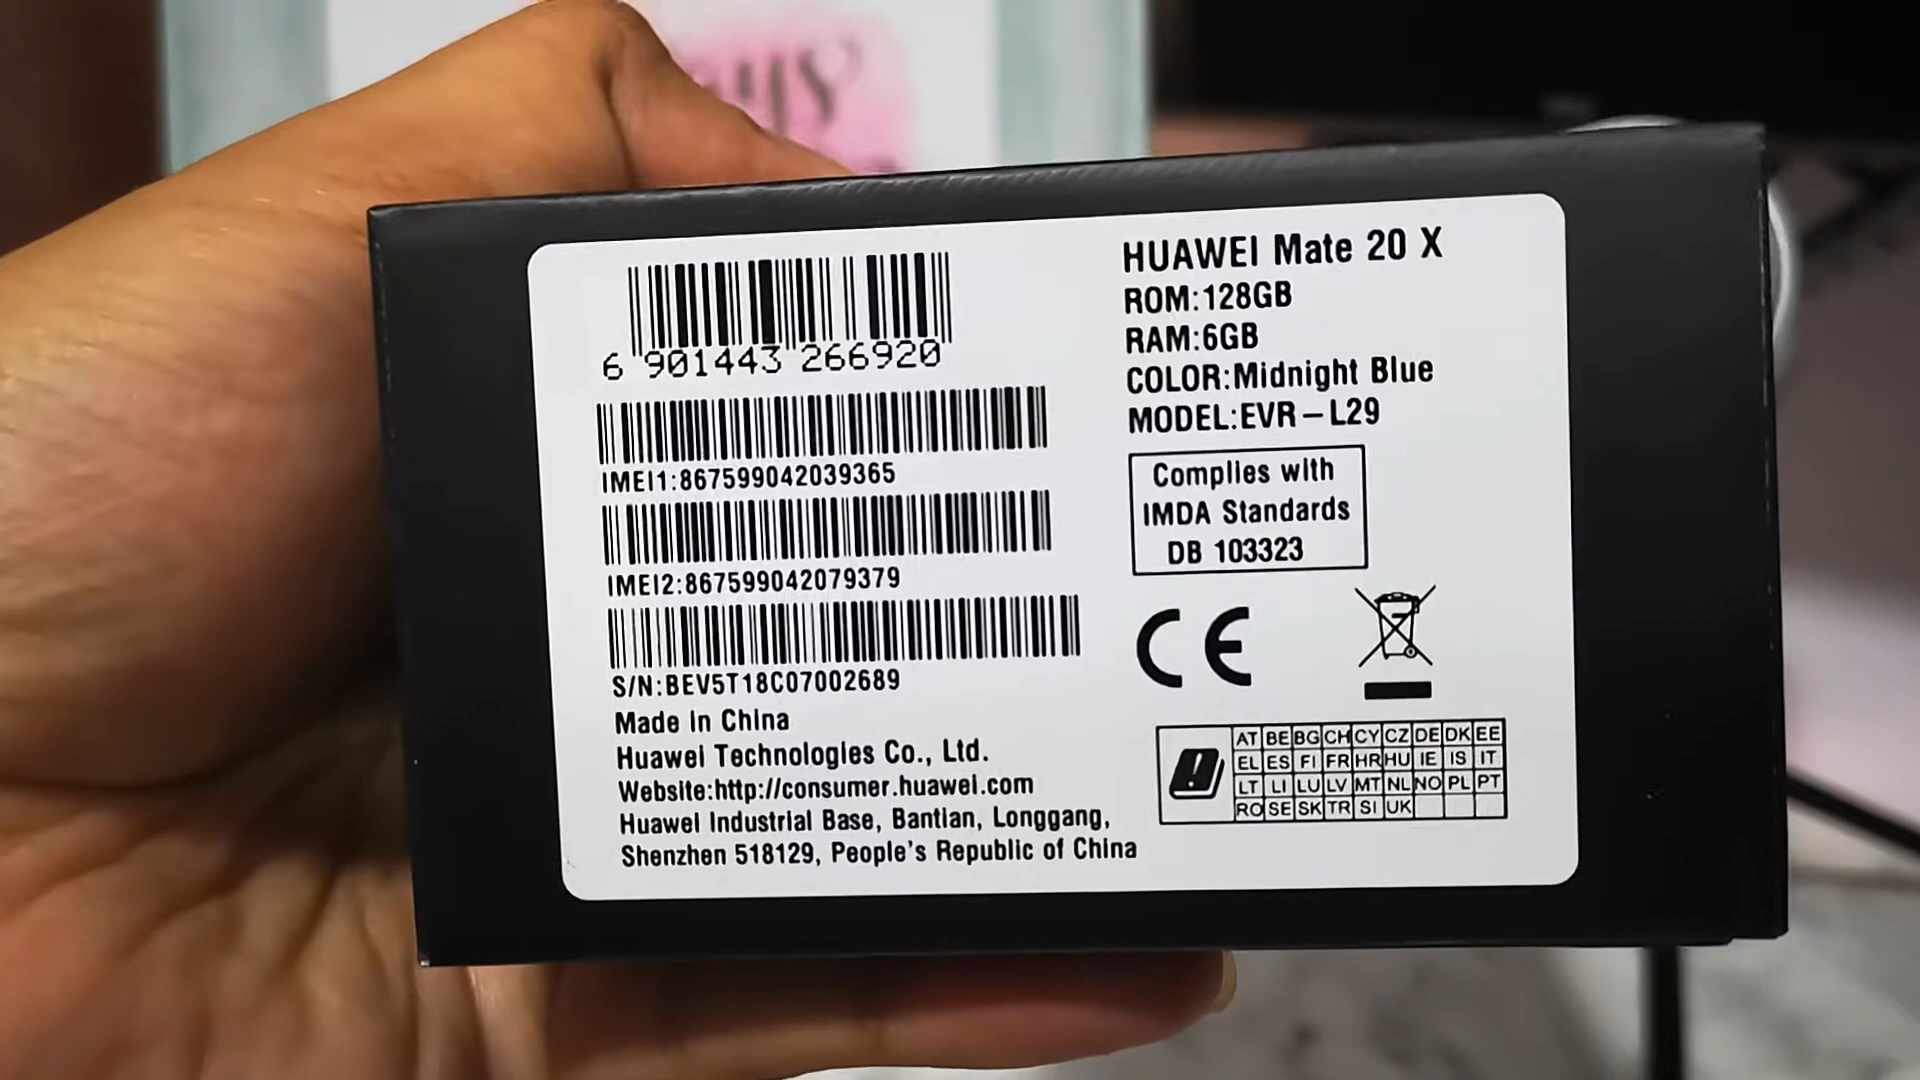 6 901443 266920
IMEI1:867599042039365
IMEI2:867599042079379
S/N:BEV5T18C07002689
Made in China
Huawei Technologies Co., Ltd.
Website:http://consumer.huawei.com
Huawei Industrial Base, Bantian, Longgang,
Shenzhen 518129, People's Republic of China
HUAWEI Mate 20 X
ROM:128GB
RAM:6GB
COLOR:Midnight Blue
MODEL:EVR-L29
Complies with
IMDA Standards
DB 103323
CE
AT BE BG CH CY CZ DE DK EE
EL ES FI FR HR HU IE IS IT
LT LI LU LV MT NL NO PL PT
RO SE SK TR SI UK